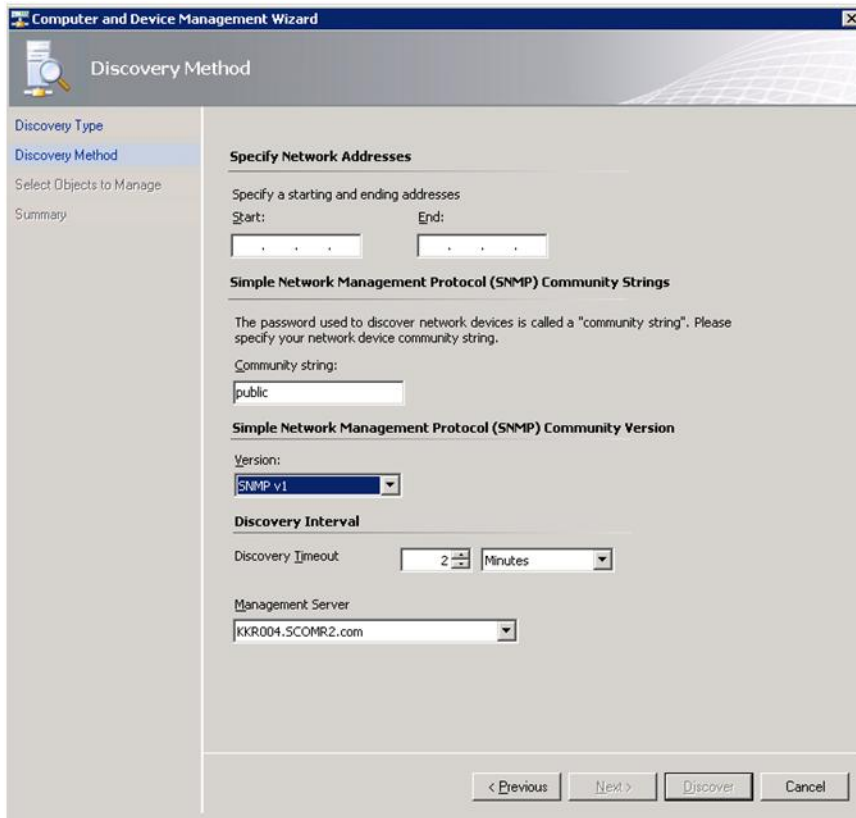 Computer and Device Management Wizard
Discovery Method
Discovery Type
Discovery Method
Select Objects to Manage
Summary
Specify Network Addresses
Specify a starting and ending addresses
Start: End:
. . . . . .
Simple Network Management Protocol (SNMP) Community Strings
The password used to discover network devices is called a "community string". Please
specify your network device community string.
Community string:
public
Simple Network Management Protocol (SNMP) Community Version
Version:
SNMP v1
Discovery Interval
Discovery Timeout 2 Minutes
Management Server
KKR004.SCOMR2.com
< Previous Next > Discover Cancel